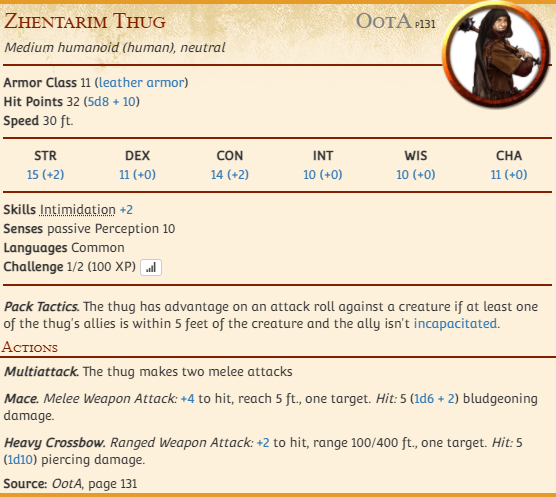 Zhentarim Thug OotA p131
Medium humanoid (human), neutral
Armor Class 11 (leather armor)
Hit Points 32 (5d8 + 10)
Speed 30 ft.
STR DEX CON INT WIS CHA
15 (+2) 11 (+0) 14 (+2) 10 (+0) 10 (+0) 11 (+0)
Skills Intimidation +2
Senses passive Perception 10
Languages Common
Challenge 1/2 (100 XP)
Pack Tactics. The thug has advantage on an attack roll against a creature if at least one
of the thug's allies is within 5 feet of the creature and the ally isn't incapacitated.
Actions
Multiattack. The thug makes two melee attacks
Mace. Melee Weapon Attack: +4 to hit, reach 5 ft., one target. Hit: 5 (1d6 + 2) bludgeoning
damage.
Heavy Crossbow. Ranged Weapon Attack: +2 to hit, range 100/400 ft., one target. Hit: 5
(1d10) piercing damage.
Source: OotA, page 131